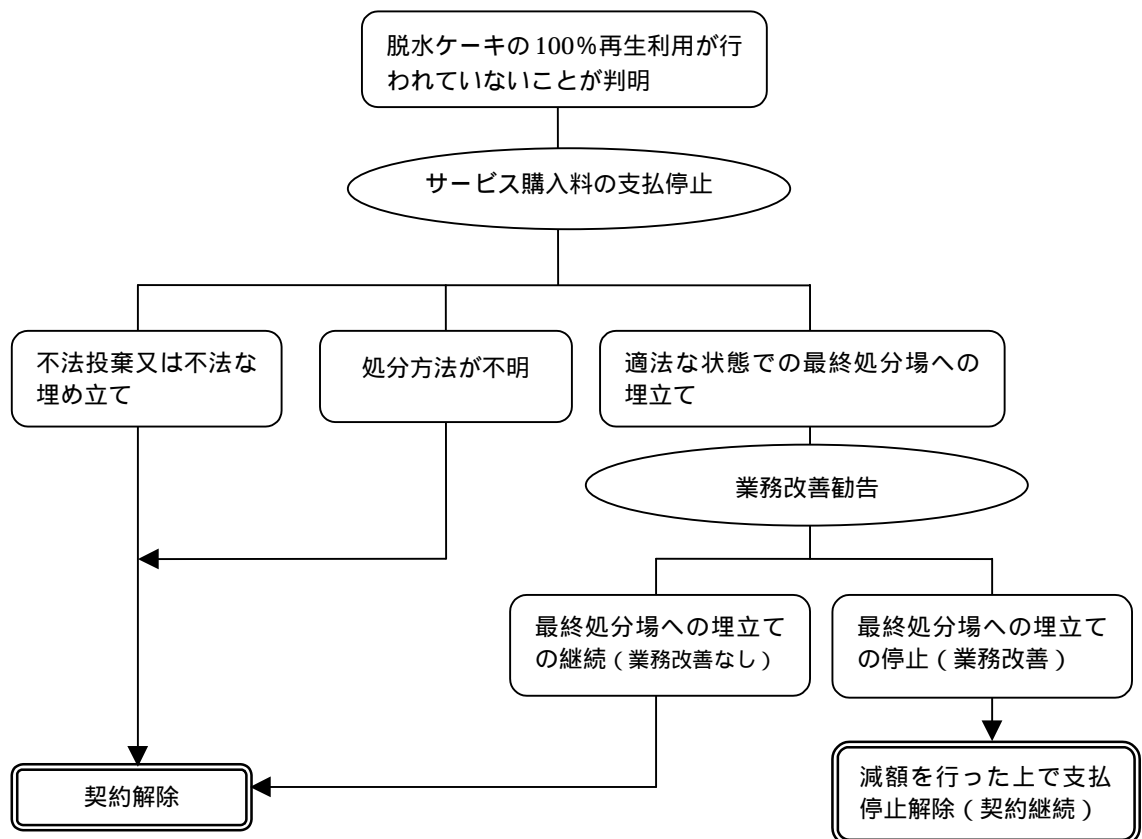 脱水ケーキの100%再生利用が行
われていないことが判明
サービス購入料の支払停止
不法投棄又は不法な
埋め立て
処分方法が不明
適法な状態での最終処分場への
埋立て
業務改善勧告
最終処分場への埋立て
の継続(業務改善なし)
最終処分場への埋立て
の停止(業務改善)
契約解除
減額を行った上で支払
停止解除(契約継続)